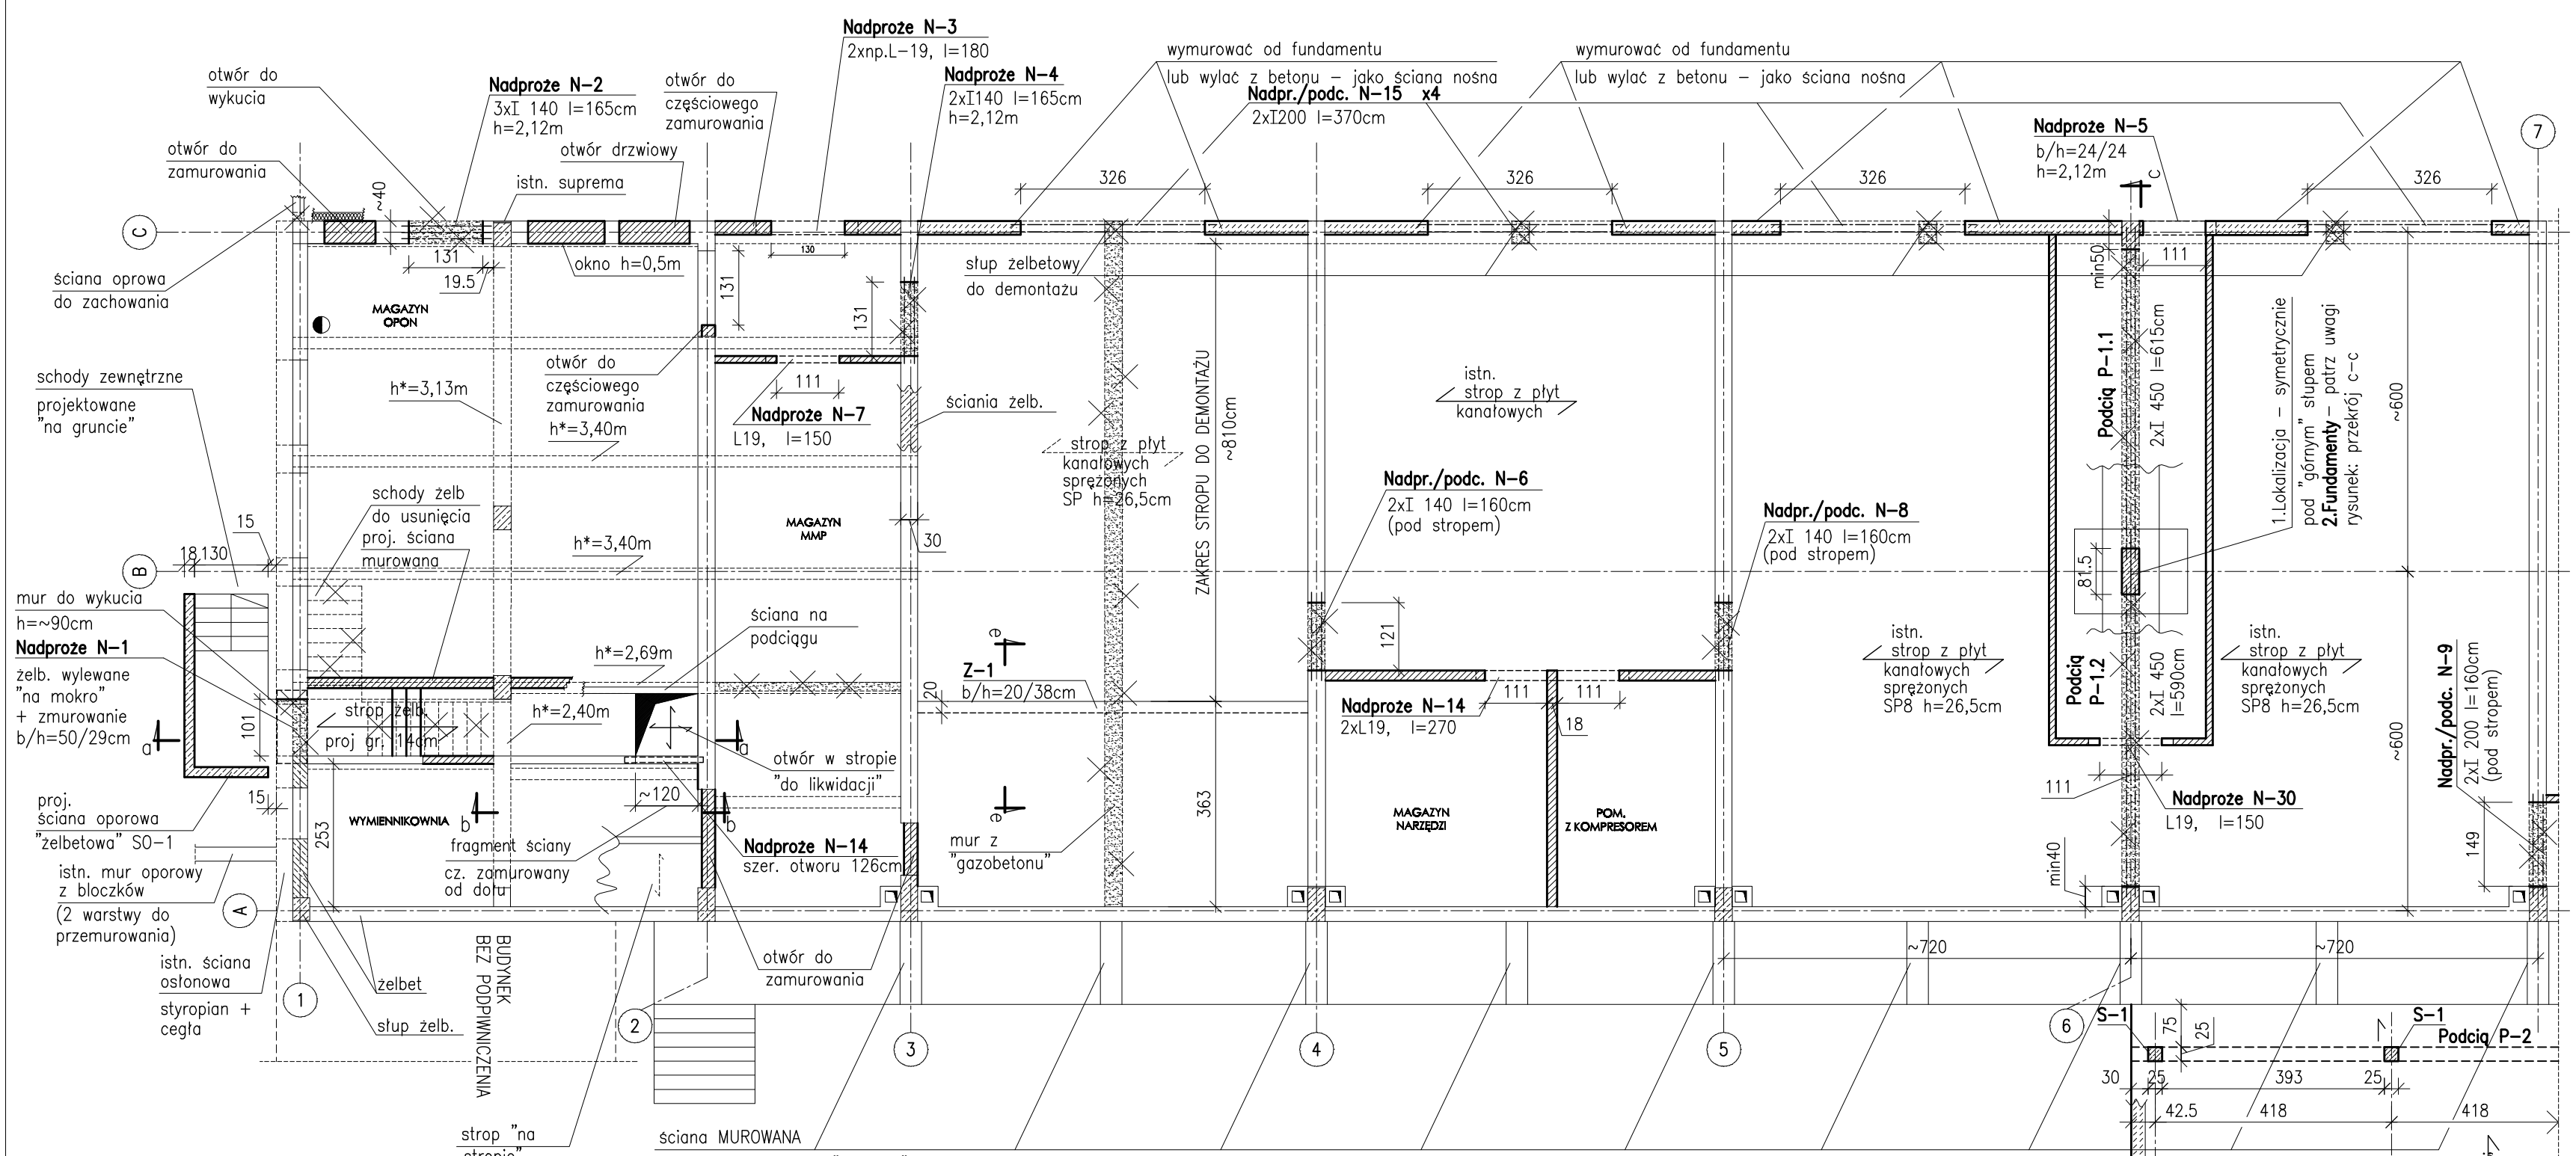 Nadproże N-3
2xnp.L-19, l=180
otwór do
wykucia
Nadproże N-2
3xI 140 l=165cm
h=2,12m
otwór do
częściowego
zamurowania
Nadproże N-4
2xI140 l=165cm
h=2,12m
wymurować od fundamentu
lub wylać z betonu – jako ściana nośna
wymurować od fundamentu
lub wylać z betonu – jako ściana nośna
Nadpr./podc. N-15 x4
2xI200 l=370cm
Nadproże N-5
b/h=24/24
h=2,12m
7
otwór do
zamurowania
otwór drzwiowy
istn. suprema
~40
326
326
326
326
c
C
131
19.5
okno h=0,5m
130
131
131
słup żelbetowy
do demontażu
min50
111
ściana oprowa
do zachowania
MAGAZYN
OPON
schody zewnętrzne
projektowane
"na gruncie"
h*=3,13m
otwór do
częściowego
zamurowania
h*=3,40m
111
Nadproże N-7
L19, l=150
ściania żelb.
strop z płyt
kanałowych
sprężonych
SP h=26,5cm
ZAKRES STROPU DO DEMONTAŻU
~810cm
istn.
strop z płyt
kanałowych
Podciąg P-1.1
2xI 450 l=615cm
1.Lokalizacja – symetrycznie
pod "górnym" słupem
2.Fundamenty – patrz uwagi
rysunek: przekrój c-c
~600
schody żelb
do usunięcia
proj. ściana
murowana
15
18
130
B
h*=3,40m
MAGAZYN
MMP
30
Nadpr./podc. N-6
2xI 140 l=160cm
(pod stropem)
Nadpr./podc. N-8
2xI 140 l=160cm
(pod stropem)
81.5
mur do wykucia
h=~90cm
Nadproże N-1
żelb. wylewane
"na mokro"
+ zmurowanie
b/h=50/29cm
ściana na
podciągu
h*=2,69m
e
Z-1
b/h=20/38cm
20
121
istn.
strop z płyt
kanałowych
sprężonych
SP8 h=26,5cm
Podciąg
P-1.2
2xI 450
l=590cm
istn.
strop z płyt
kanałowych
sprężonych
SP8 h=26,5cm
Nadpr./podc. N-9
2xI 200 l=160cm
(pod stropem)
101
strop żelb.
proj gr. 14cm
h*=2,40m
a
a
otwór w stropie
"do likwidacji"
Nadproże N-14
2xL19, l=270
111
111
18
~600
15
proj.
ściana oporowa
"żelbetowa" SO-1
253
WYMIENNIKOWNIA
b
~120
b
fragment ściany
cz. zamurowany
od dołu
Nadproże N-14
szer. otworu 126cm
e
mur z
"gazobetonu"
363
MAGAZYN
NARZĘDZI
POM.
Z KOMPRESOREM
111
Nadproże N-30
L19, l=150
min40
149
istn. mur oporowy
z bloczków
(2 warstwy do
przemurowania)
A
istn. ściana
osłonowa
styropian +
cegła
żelbet
słup żelb.
BUDYNEK
BEZ PODPIWNICZENIA
otwór do
zamurowania
~720
~720
1
2
3
4
5
6
S-1
75
25
S-1
Podciąg P-2
30
25
393
25
42.5
418
418
strop "na
stropie"
ściana MUROWANA